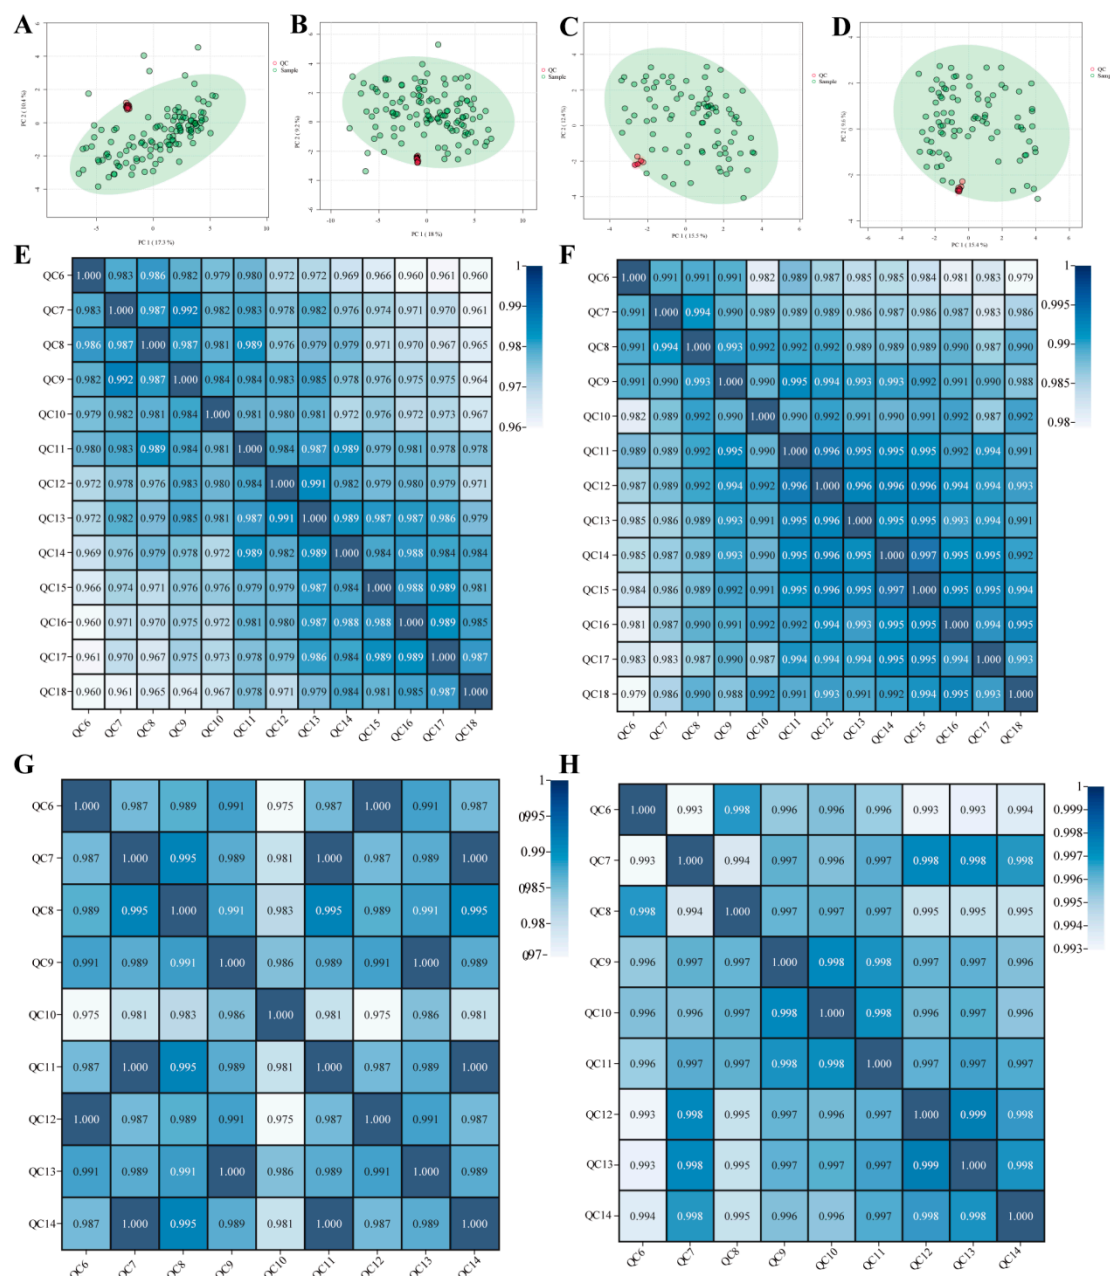 A
B
C
D
QC
Sample
QC
Sample
QC
Sample
QC
PC 1 ( 17.3 %)
PC 2 ( 10.4 %)
-5 0 5 10
PC 1 ( 18 %)
PC 2 ( 9.2 %)
-10 -5 0 5 10
PC 2 ( 12.4 %)
-4 -2 0 2 4 6
PC 1 ( 15.4 %)
PC 2 ( 9.6 %)
-6 -4 -2 0 2 4 6
E
QC6 1.000 0.983 0.986 0.982 0.979 0.980 0.972 0.972 0.969 0.966 0.960 0.961 0.960
QC7 0.983 1.000 0.987 0.992 0.982 0.983 0.978 0.982 0.976 0.974 0.971 0.970 0.961
QC8 0.986 0.987 1.000 0.987 0.981 0.989 0.976 0.979 0.979 0.971 0.970 0.967 0.965
QC9 0.982 0.992 0.987 1.000 0.984 0.984 0.983 0.985 0.978 0.976 0.975 0.975 0.964
QC10 0.979 0.982 0.981 0.984 1.000 0.981 0.980 0.981 0.972 0.976 0.972 0.973 0.967
QC11 0.980 0.983 0.989 0.984 0.981 1.000 0.984 0.987 0.989 0.979 0.981 0.978 0.978
QC12 0.972 0.978 0.976 0.983 0.980 0.984 1.000 0.991 0.982 0.979 0.980 0.979 0.971
QC13 0.972 0.982 0.979 0.985 0.981 0.987 0.991 1.000 0.989 0.987 0.987 0.986 0.979
QC14 0.969 0.976 0.979 0.978 0.972 0.989 0.982 0.989 1.000 0.984 0.988 0.984 0.984
QC15 0.966 0.974 0.971 0.976 0.976 0.979 0.979 0.987 0.984 1.000 0.988 0.989 0.981
QC16 0.960 0.971 0.970 0.975 0.972 0.981 0.980 0.987 0.988 0.988 1.000 0.989 0.985
QC17 0.961 0.970 0.967 0.975 0.973 0.978 0.979 0.986 0.984 0.989 0.989 1.000 0.987
QC18 0.960 0.961 0.965 0.964 0.967 0.978 0.971 0.979 0.984 0.981 0.985 0.987 1.000
QC6 QC7 QC8 QC9 QC10 QC11 QC12 QC13 QC14 QC15 QC16 QC17 QC18
1
0.99
0.98
0.97
0.96
F
QC6 1.000 0.991 0.991 0.991 0.982 0.989 0.987 0.985 0.985 0.984 0.981 0.983 0.979
QC7 0.991 1.000 0.994 0.990 0.989 0.989 0.989 0.986 0.987 0.986 0.987 0.983 0.986
QC8 0.991 0.994 1.000 0.993 0.992 0.992 0.992 0.989 0.989 0.989 0.990 0.987 0.990
QC9 0.991 0.990 0.993 1.000 0.990 0.995 0.994 0.993 0.993 0.992 0.991 0.990 0.988
QC10 0.982 0.989 0.992 0.990 1.000 0.990 0.992 0.991 0.990 0.991 0.992 0.987 0.992
QC11 0.989 0.989 0.992 0.995 0.990 1.000 0.996 0.995 0.995 0.995 0.992 0.994 0.991
QC12 0.987 0.989 0.992 0.994 0.992 0.996 1.000 0.996 0.996 0.996 0.994 0.994 0.993
QC13 0.985 0.986 0.989 0.993 0.991 0.995 0.996 1.000 0.995 0.995 0.993 0.994 0.991
QC14 0.985 0.987 0.989 0.993 0.990 0.995 0.996 0.995 1.000 0.997 0.995 0.995 0.992
QC15 0.984 0.986 0.989 0.992 0.991 0.995 0.996 0.995 0.997 1.000 0.995 0.995 0.994
QC16 0.981 0.987 0.990 0.991 0.992 0.992 0.994 0.993 0.995 0.995 1.000 0.994 0.995
QC17 0.983 0.983 0.987 0.990 0.987 0.994 0.994 0.994 0.995 0.995 0.994 1.000 0.993
QC18 0.979 0.986 0.990 0.988 0.992 0.991 0.993 0.991 0.992 0.994 0.995 0.993 1.000
QC6 QC7 QC8 QC9 QC10 QC11 QC12 QC13 QC14 QC15 QC16 QC17 QC18
1
0.995
0.99
0.985
0.98
G
QC6 1.000 0.987 0.989 0.991 0.975 0.987 1.000 0.991 0.987
QC7 0.987 1.000 0.995 0.989 0.981 1.000 0.987 0.989 1.000
QC8 0.989 0.995 1.000 0.991 0.983 0.995 0.989 0.991 0.995
QC9 0.991 0.989 0.991 1.000 0.986 0.989 0.991 1.000 0.989
QC10 0.975 0.981 0.983 0.986 1.000 0.981 0.975 0.986 0.981
QC11 0.987 1.000 0.995 0.989 0.981 1.000 0.987 0.989 1.000
QC12 1.000 0.987 0.989 0.991 0.975 0.987 1.000 0.991 0.987
QC13 0.991 0.989 0.991 1.000 0.986 0.989 0.991 1.000 0.989
QC14 0.987 1.000 0.995 0.989 0.981 1.000 0.987 0.989 1.000
QC6 QC7 QC8 QC9 QC10 QC11 QC12 QC13 QC14
1
0.995
0.99
0.985
0.98
H
QC6 1.000 0.993 0.998 0.996 0.996 0.996 0.993 0.993 0.994
QC7 0.993 1.000 0.994 0.997 0.996 0.997 0.998 0.998 0.998
QC8 0.998 0.994 1.000 0.997 0.997 0.997 0.995 0.995 0.995
QC9 0.996 0.997 0.997 1.000 0.998 0.998 0.997 0.997 0.996
QC10 0.996 0.996 0.997 0.998 1.000 0.998 0.996 0.997 0.996
QC11 0.996 0.997 0.997 0.998 0.998 1.000 0.997 0.997 0.997
QC12 0.993 0.998 0.995 0.997 0.996 0.997 1.000 0.999 0.998
QC13 0.993 0.998 0.995 0.997 0.997 0.997 0.999 1.000 0.998
QC14 0.994 0.998 0.995 0.996 0.996 0.997 0.998 0.998 1.000
QC6 QC7 QC8 QC9 QC10 QC11 QC12 QC13 QC14
1
0.999
0.998
0.997
0.996
0.995
0.994
0.993